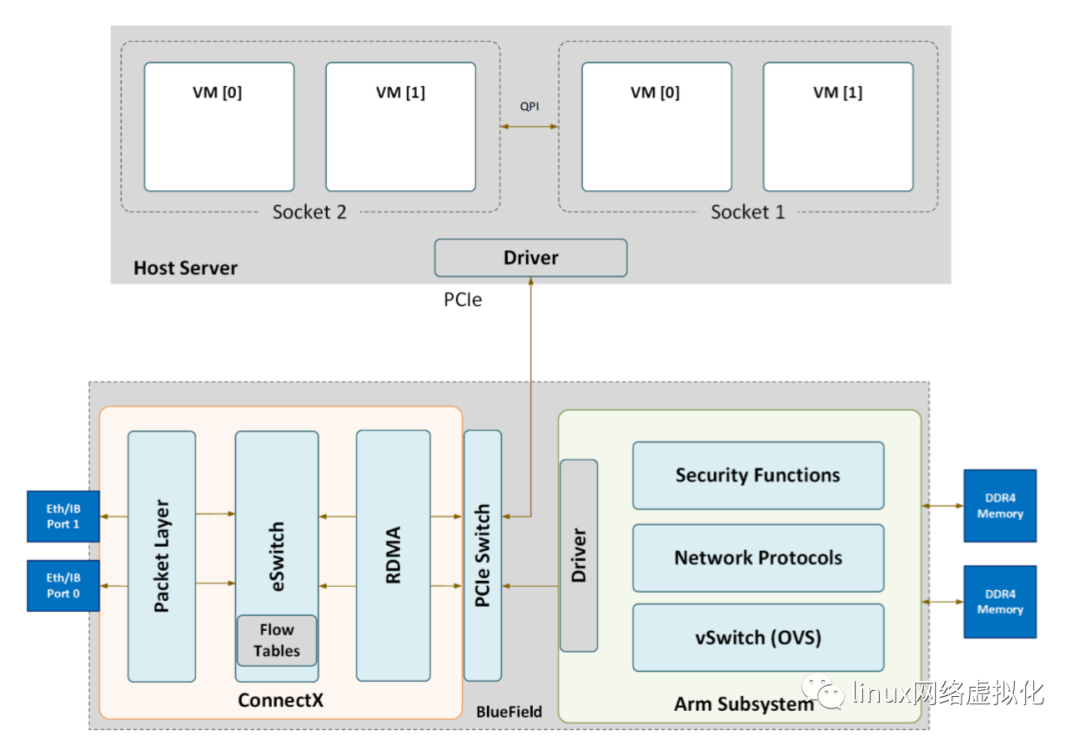 VM [0]
VM [1]
QPI
VM [0]
VM [1]
Socket 2
Socket 1
Host Server
Driver
PCIe
Eth/IB
Port 1
Eth/IB
Port 0
Packet Layer
eSwitch
Flow
Tables
RDMA
ConnectX
PCIe Switch
BlueField
Driver
Security Functions
Network Protocols
vSwitch (OVS)
Arm Subsystem
DDR4
Memory
DDR4
Memory
linux网络虚拟化